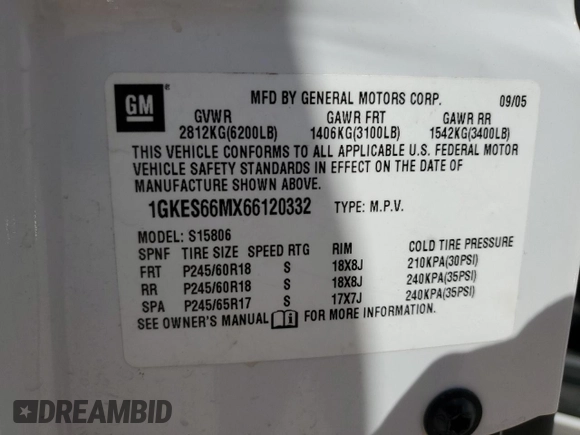 GM
MFD BY GENERAL MOTORS CORP. 09/05
GVWR GAWR FRT GAWR RR
2812KG(6200LB) 1406KG(3100LB) 1542KG(3400LB)
THIS VEHICLE CONFORMS TO ALL APPLICABLE U.S. FEDERAL MOTOR
VEHICLE SAFETY STANDARDS IN EFFECT ON THE DATE OF
MANUFACTURE SHOWN ABOVE.
1GKES66MX66120332 TYPE: M.P.V.
MODEL: S15806
SPNF TIRE SIZE SPEED RTG RIM COLD TIRE PRESSURE
FRT P245/60R18 S 18X8J 210KPA(30PSI)
RR P245/60R18 S 18X8J 240KPA(35PSI)
SPA P245/65R17 S 17X7J 240KPA(35PSI)
SEE OWNER'S MANUAL i FOR MORE INFORMATION.
DREAMBID